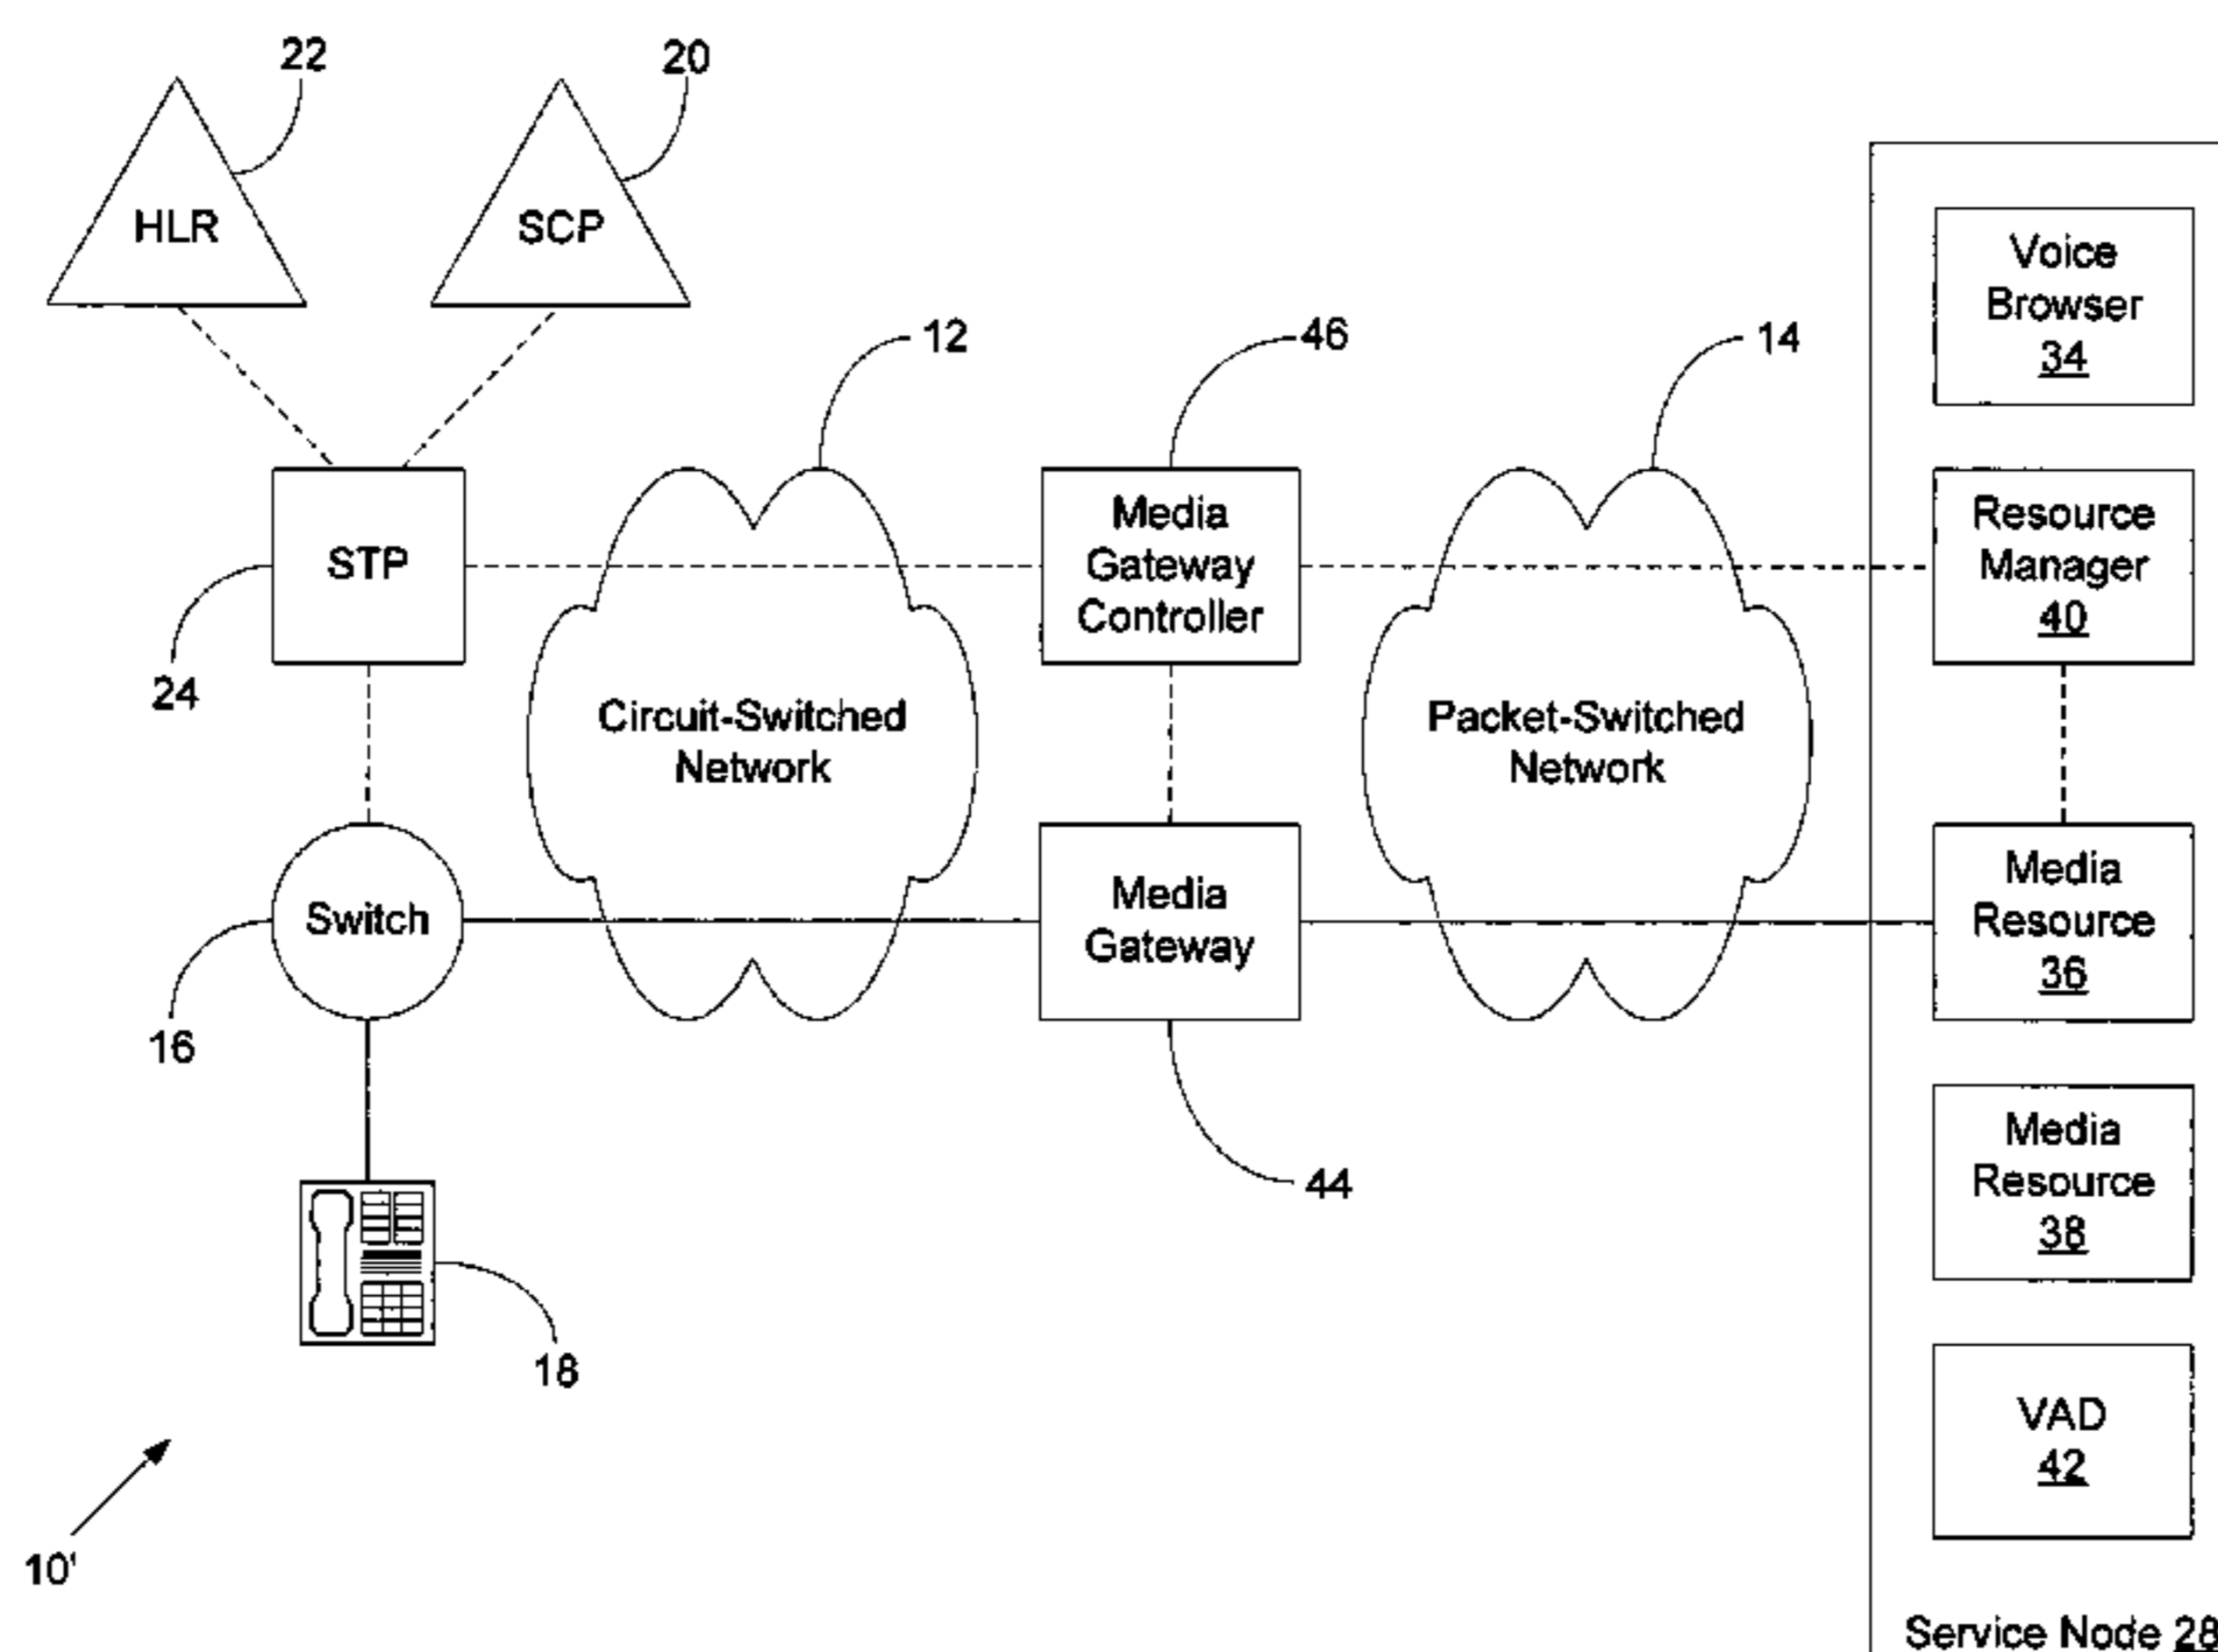 22
20
HLR
SCP
12
46
14
Voice
Browser
34
STP
Media
Gateway
Controller
Resource
Manager
40
24
Circuit-Switched
Network
Packet-Switched
Network
Switch
Media
Gateway
Media
Resource
36
16
44
Media
Resource
38
18
VAD
42
10'
Service Node 28